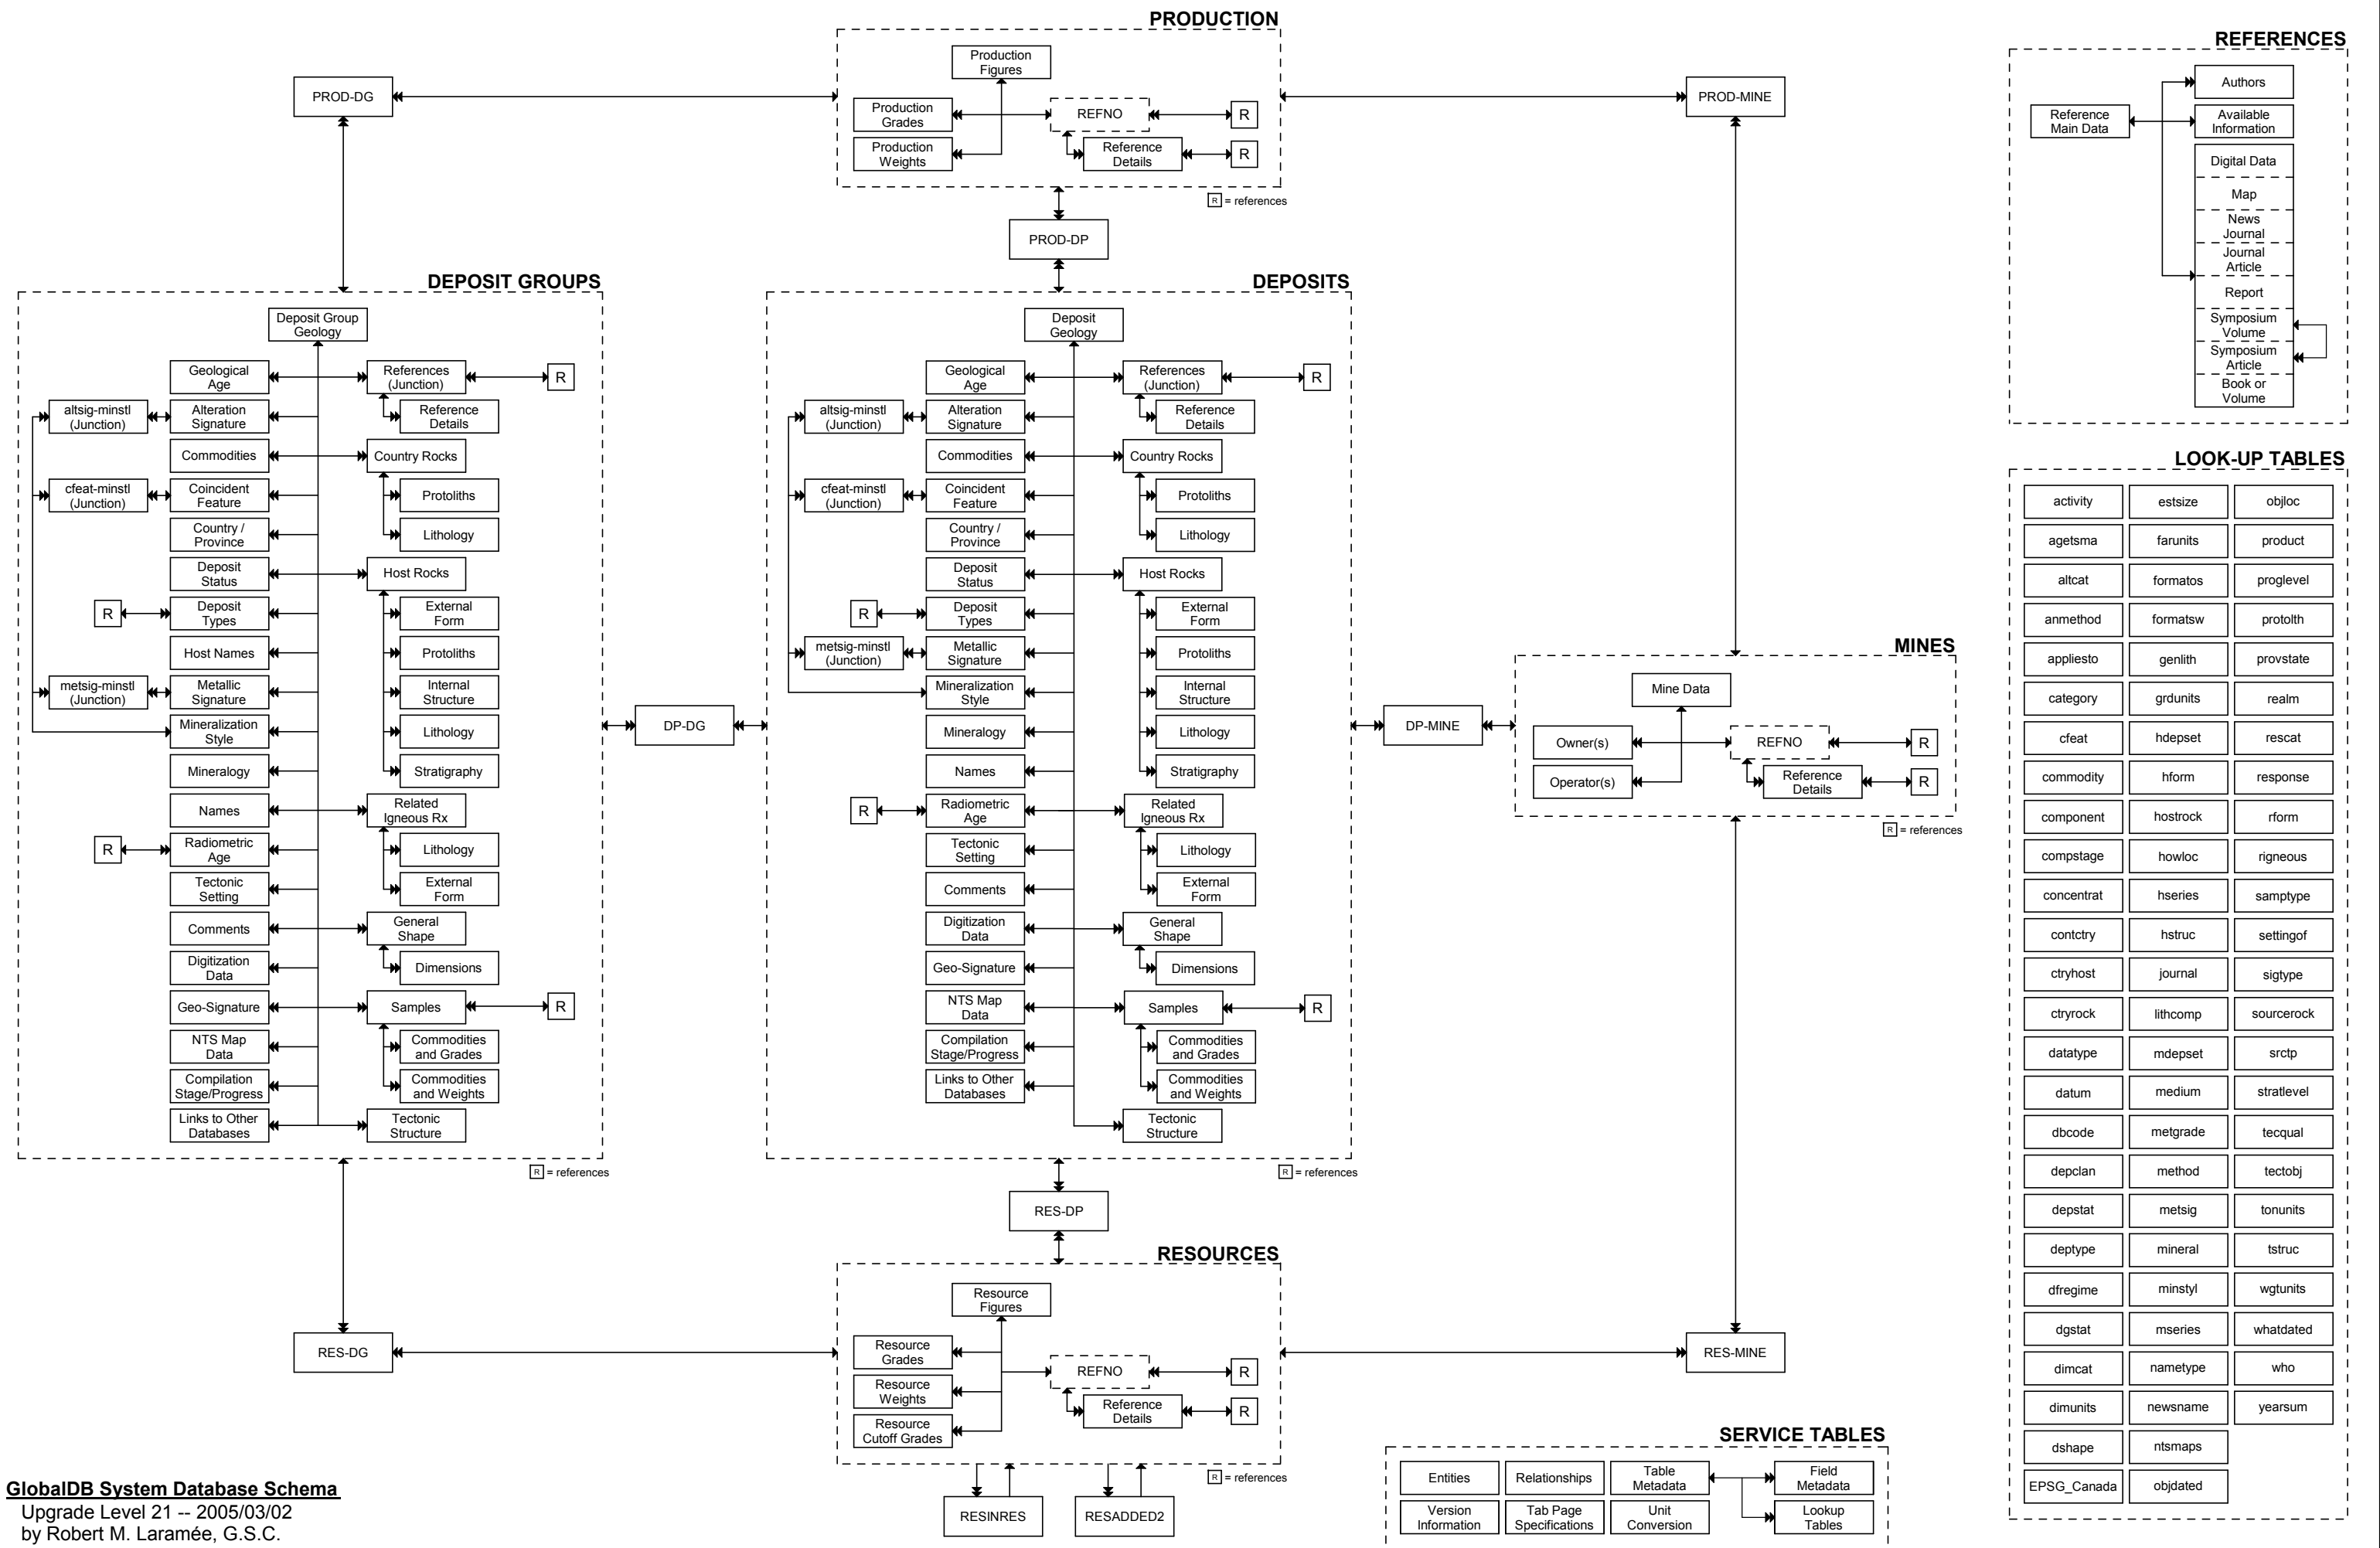 PRODUCTION
Production
Figures
Production
Grades
REFNO
R
Production
Weights
Reference
Details
R
R = references
PROD-DG
PROD-MINE
PROD-DP
REFERENCES
Authors
Reference
Main Data
Available
Information
Digital Data
Map
News
Journal
Journal
Article
Report
Symposium
Volume
Symposium
Article
Book or
Volume
DEPOSIT GROUPS
Deposit Group
Geology
Geological
Age
References
(Junction)
R
altsig-minstl
(Junction)
Alteration
Signature
Reference
Details
Commodities
Country Rocks
cfeat-minstl
(Junction)
Coincident
Feature
Protoliths
Country /
Province
Lithology
Deposit
Status
Host Rocks
R
Deposit
Types
External
Form
Host Names
Protoliths
metsig-minstl
(Junction)
Metallic
Signature
Internal
Structure
Mineralization
Style
Lithology
Mineralogy
Stratigraphy
Names
Related
Igneous Rx
R
Radiometric
Age
Lithology
Tectonic
Setting
External
Form
Comments
General
Shape
Digitization
Data
Dimensions
Geo-Signature
Samples
R
NTS Map
Data
Commodities
and Grades
Compilation
Stage/Progress
Commodities
and Weights
Links to Other
Databases
Tectonic
Structure
R = references
DP-DG
DEPOSITS
Deposit
Geology
Geological
Age
References
(Junction)
R
altsig-minstl
(Junction)
Alteration
Signature
Reference
Details
Commodities
Country Rocks
cfeat-minstl
(Junction)
Coincident
Feature
Protoliths
Country /
Province
Lithology
Deposit
Status
Host Rocks
R
Deposit
Types
External
Form
metsig-minstl
(Junction)
Metallic
Signature
Protoliths
Mineralization
Style
Internal
Structure
Mineralogy
Lithology
Names
Stratigraphy
R
Radiometric
Age
Related
Igneous Rx
Tectonic
Setting
Lithology
Comments
External
Form
Digitization
Data
General
Shape
Geo-Signature
Dimensions
NTS Map
Data
Samples
R
Compilation
Stage/Progress
Commodities
and Grades
Links to Other
Databases
Commodities
and Weights
Tectonic
Structure
R = references
DP-MINE
MINES
Mine Data
Owner(s)
REFNO
R
Operator(s)
Reference
Details
R
R = references
RES-DP
RES-DG
RES-MINE
RESOURCES
Resource
Figures
Resource
Grades
REFNO
R
Resource
Weights
Reference
Details
R
Resource
Cutoff Grades
R = references
RESINRES
RESADDED2
LOOK-UP TABLES
activity
estsize
objloc
agetsma
farunits
product
altcat
formatos
proglevel
anmethod
formatsw
protolth
appliesto
genlith
provstate
category
grdunits
realm
cfeat
hdepset
rescat
commodity
hform
response
component
hostrock
rform
compstage
howloc
rigneous
concentrat
hseries
samptype
contctry
hstruc
settingof
ctryhost
journal
sigtype
ctryrock
lithcomp
sourcerock
datatype
mdepset
srctp
datum
medium
stratlevel
dbcode
metgrade
tecqual
depclan
method
tectobj
depstat
metsig
tonunits
deptype
mineral
tstruc
dfregime
minstyl
wgtunits
dgstat
mseries
whatdated
dimcat
nametype
who
dimunits
newsname
yearsum
dshape
ntsmaps
EPSG_Canada
objdated
SERVICE TABLES
Entities
Relationships
Table
Metadata
Field
Metadata
Version
Information
Tab Page
Specifications
Unit
Conversion
Lookup
Tables
GlobalDB System Database Schema
Upgrade Level 21 -- 2005/03/02
by Robert M. Laramée, G.S.C.